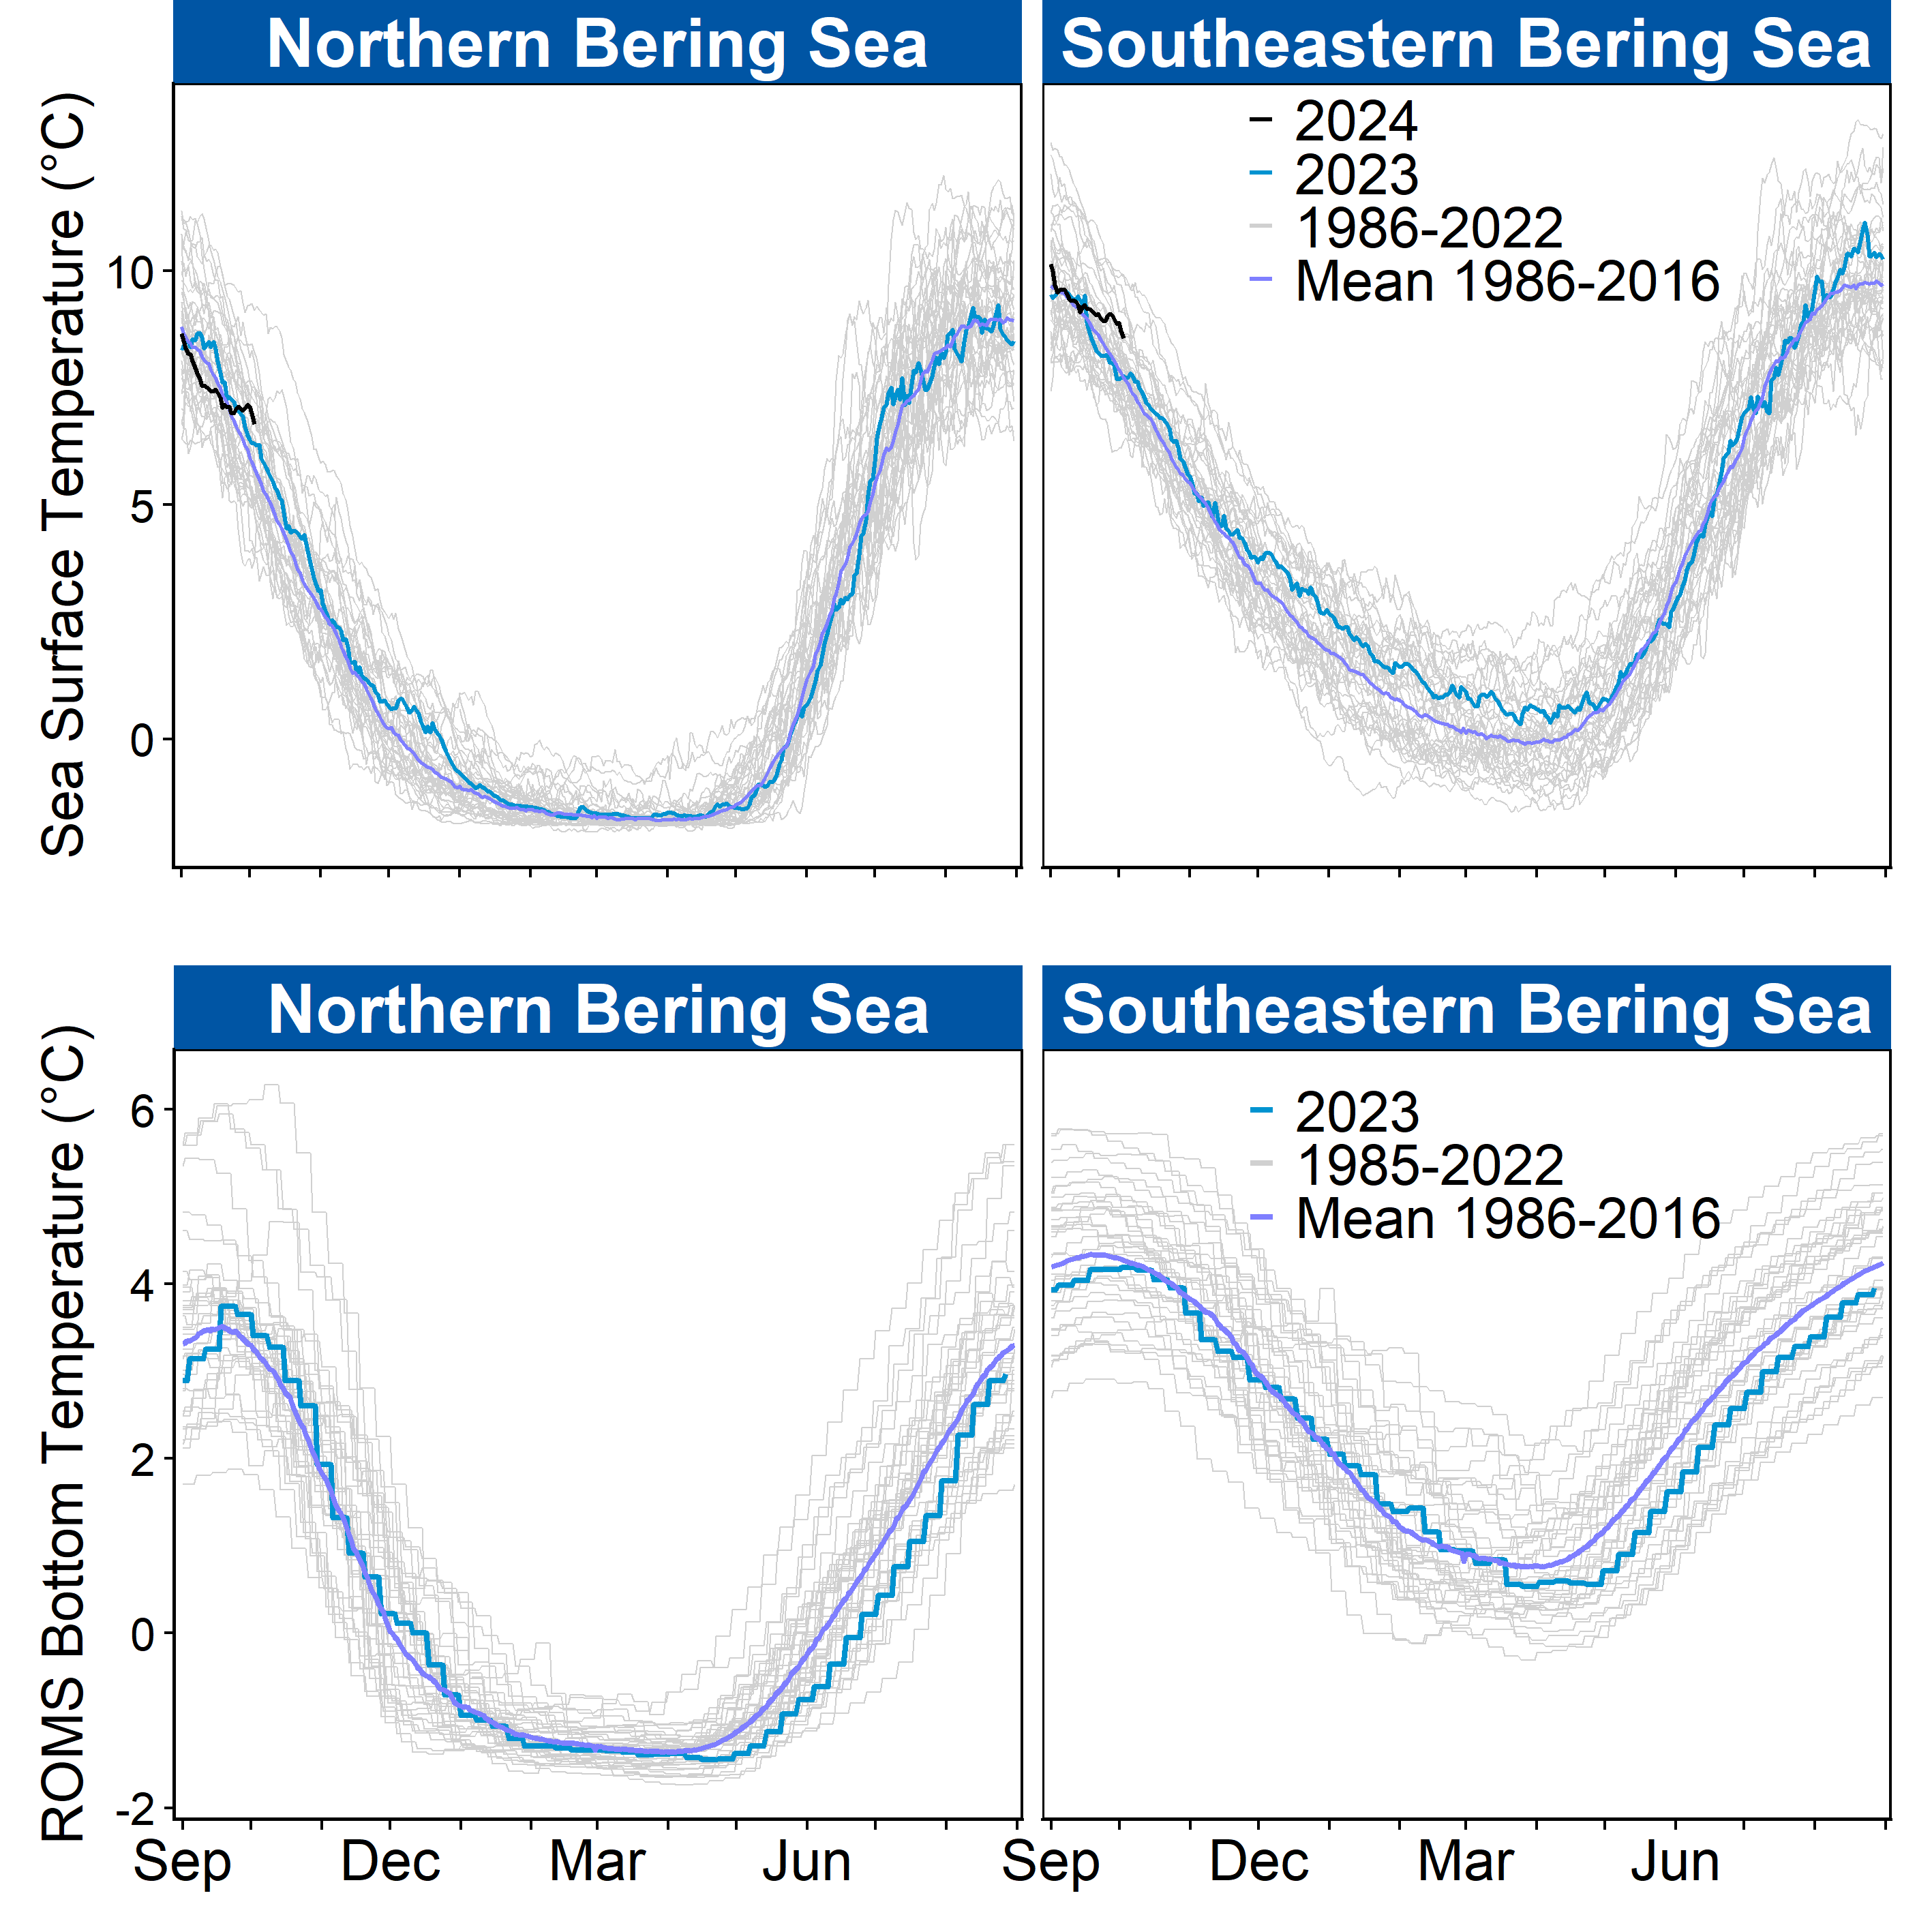 Northern Bering Sea
Southeastern Bering Sea
Sea Surface Temperature (°C)
10
5
0
2024
2023
1986-2022
Mean 1986-2016
Northern Bering Sea
Southeastern Bering Sea
ROMS Bottom Temperature (°C)
6
4
2
0
-2
2023
1985-2022
Mean 1986-2016
Sep Dec Mar Jun
Sep Dec Mar Jun